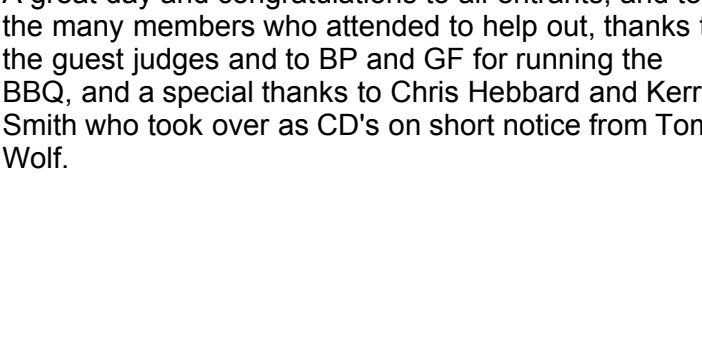 A great day and congratulations to all entrants, and to
the many members who attended to help out, thanks
the guest judges and to BP and GF for running the
BBQ, and a special thanks to Chris Hebbard and
Smith who took over as CD's on short notice from
Wolf.